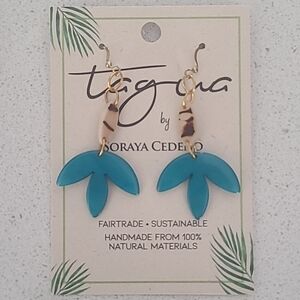 tagua
by
SORAYA CEDEÑO
FAIRTRADE • SUSTAINABLE
HANDMADE FROM 100%
NATURAL MATERIALS